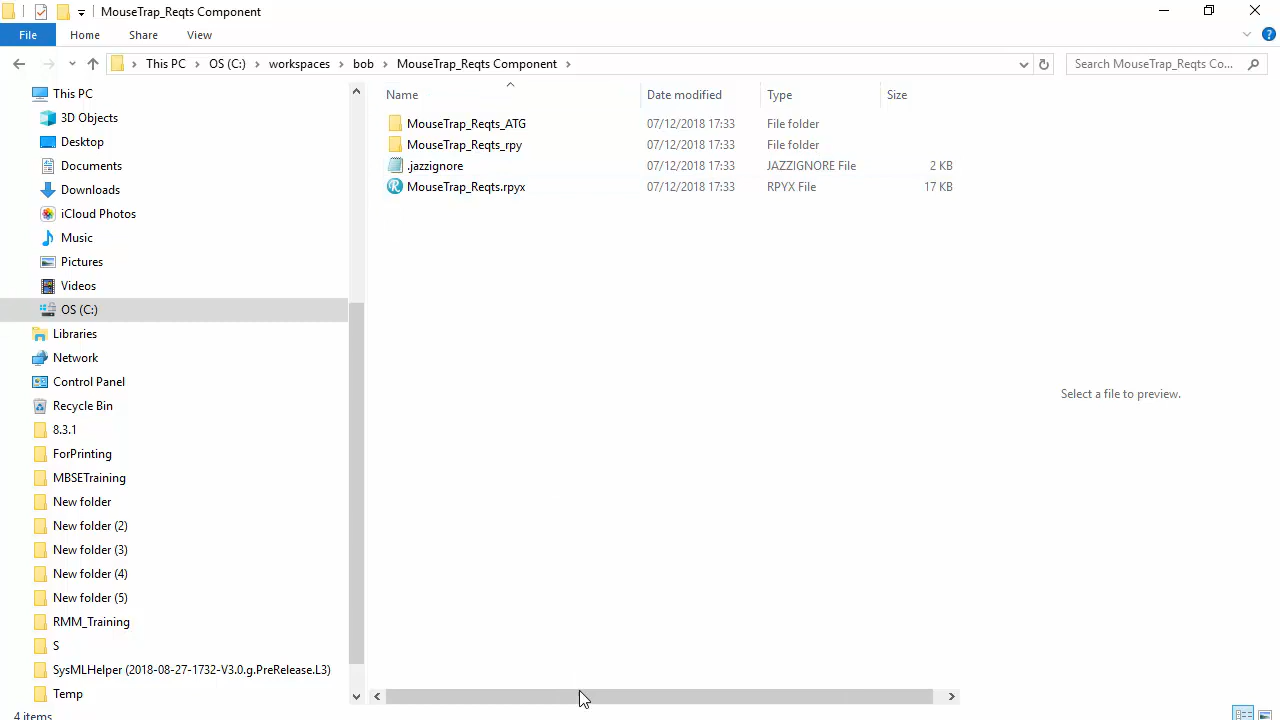 MouseTrap_Reqts Component
File Home Share View
This PC OS (C:) workspaces bob MouseTrap_Reqts Component Search MouseTrap_Reqts Co...
Name Date modified Type Size
MouseTrap_Reqts_ATG 07/12/2018 17:33 File folder
MouseTrap_Reqts_rpy 07/12/2018 17:33 File folder
.jazzignore 07/12/2018 17:33 JAZZIGNORE File 2 KB
MouseTrap_Reqts.rpyx 07/12/2018 17:33 RPYX File 17 KB
This PC
3D Objects
Desktop
Documents
Downloads
iCloud Photos
Music
Pictures
Videos
OS (C:)
Libraries
Network
Control Panel
Recycle Bin
8.3.1
ForPrinting
MBSETraining
New folder
New folder (2)
New folder (3)
New folder (4)
New folder (5)
RMM_Training
S
SysMLHelper (2018-08-27-1732-V3.0.g.PreRelease.L3)
Temp
Select a file to preview.
4 items